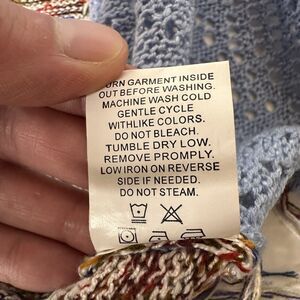 TURN GARMENT INSIDE
OUT BEFORE WASHING.
MACHINE WASH COLD
GENTLE CYCLE
WITHLIKE COLORS.
DO NOT BLEACH.
TUMBLE DRY LOW.
REMOVE PROMPLY.
LOW IRON ON REVERSE
SIDE IF NEEDED.
DO NOT STEAM.